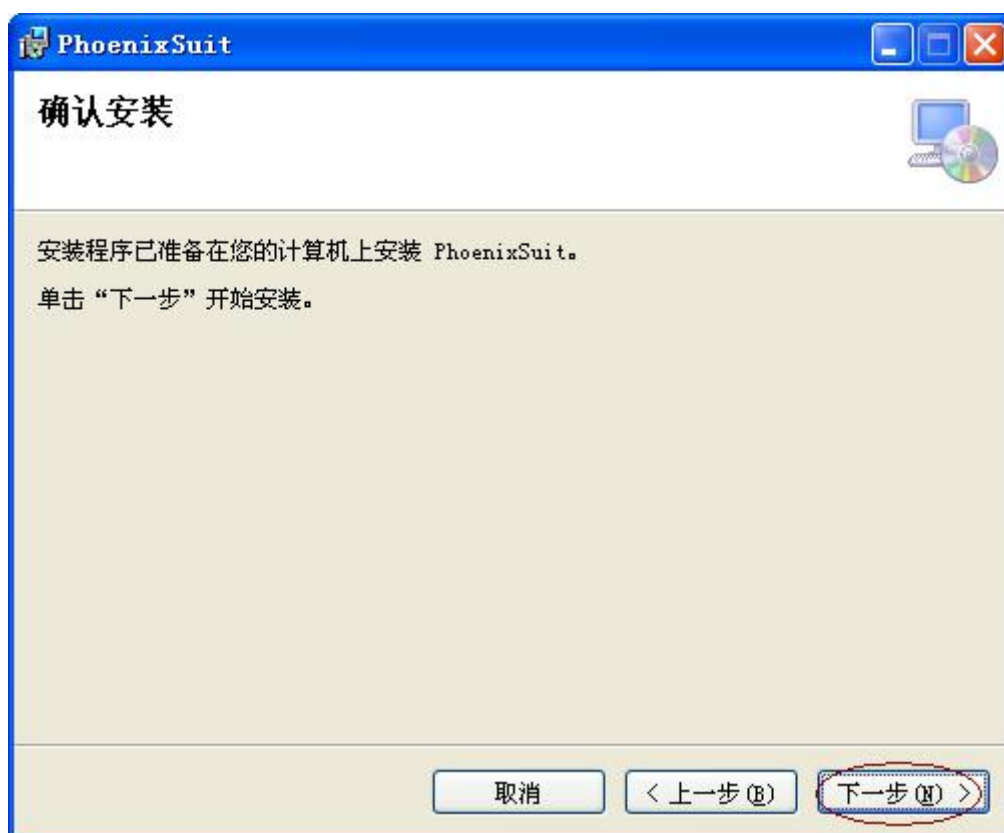 PhoenixSuit
确认安装
安装程序已准备在您的计算机上安装 PhoenixSuit。
单击“下一步”开始安装。
取消
< 上一步(B)
下一步(N) >